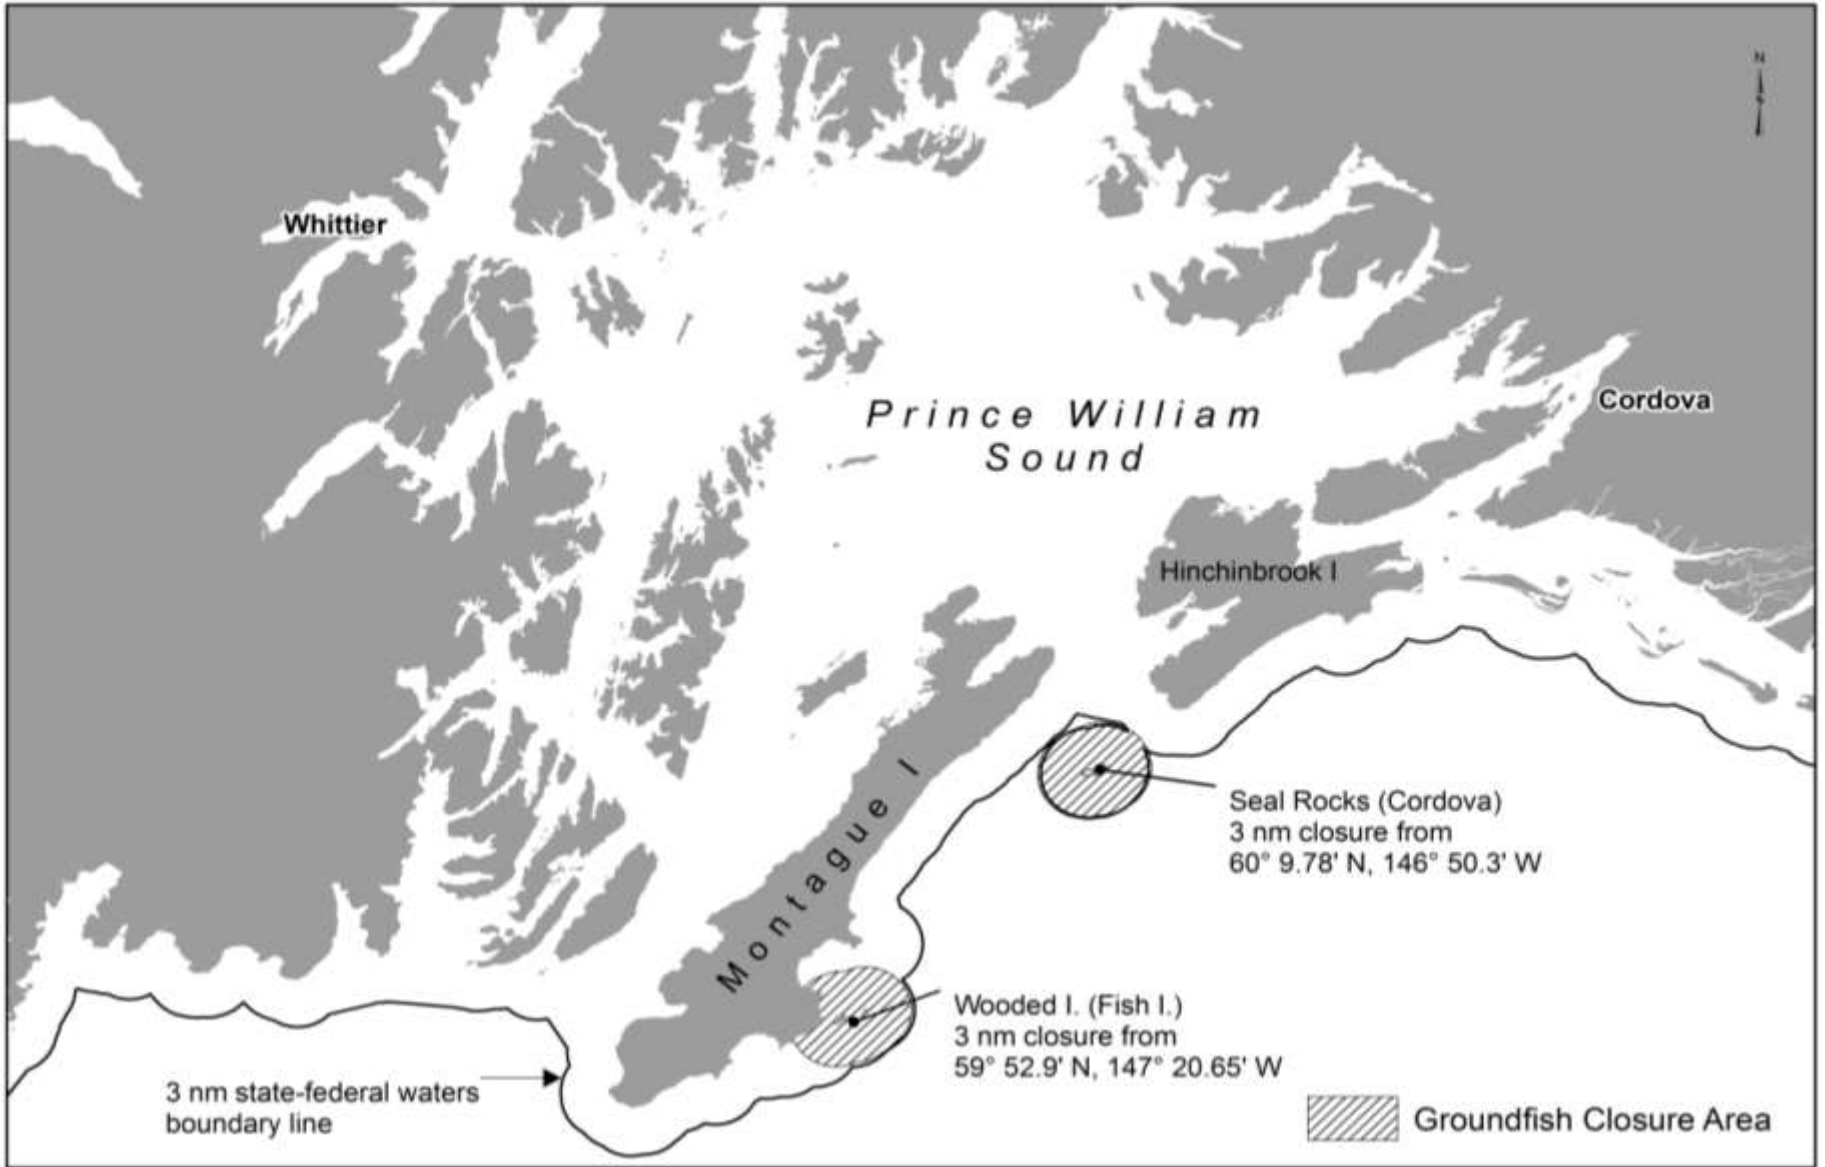 N
Whittier
Prince William
Sound
Cordova
Hinchinbrook I
Montague I
Seal Rocks (Cordova)
3 nm closure from
60° 9.78' N, 146° 50.3' W
Wooded I. (Fish I.)
3 nm closure from
59° 52.9' N, 147° 20.65' W
3 nm state-federal waters
boundary line
Groundfish Closure Area